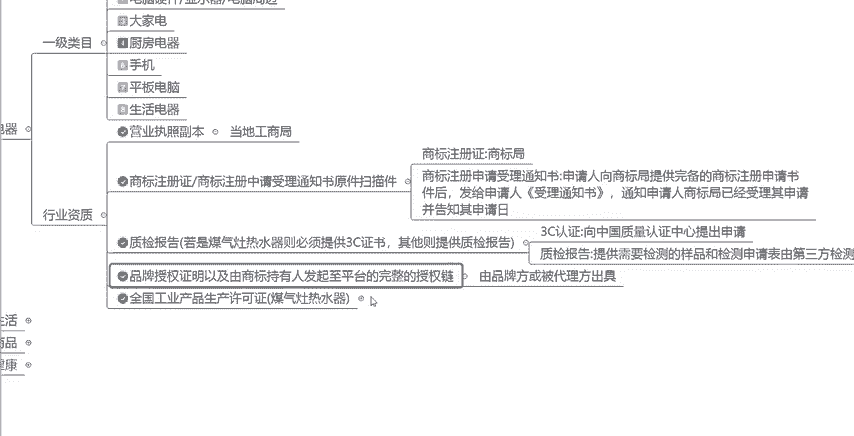 电脑硬件/显示器/电脑周边
大家电
一级类目
4 厨房电器
手机
平板电脑
生活电器
电器
营业执照副本
当地工商局
商标注册证:商标局
商标注册证/商标注册中请受理通知书原件扫描件
商标注册申请受理通知书:申请人向商标局提供完备的商标注册申请书
件后，发给申请人《受理通知书》，通知申请人商标局已经受理其申请
并告知其申请日
行业资质
3C认证:向中国质量认证中心提出申请
质检报告(若是煤气灶热水器则必须提供3C证书，其他则提供质检报告)
质检报告:提供需要检测的样品和检测申请表由第三方检测
品牌授权证明以及由商标持有人发起至平台的完整的授权链
由品牌方或被代理方出具
全国工业产品生产许可证(煤气灶热水器)
生活
商品
健康